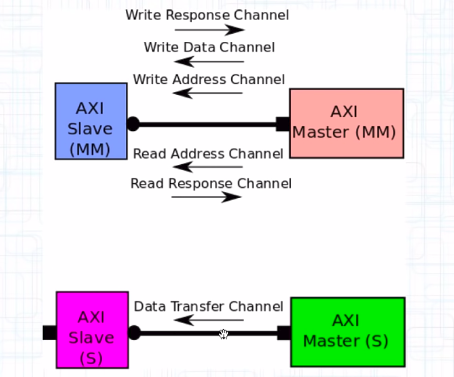 Write Response Channel
Write Data Channel
Write Address Channel
AXI
Slave
(MM)
AXI
Master (MM)
Read Address Channel
Read Response Channel
Data Transfer Channel
AXI
Slave
(S)
AXI
Master (S)